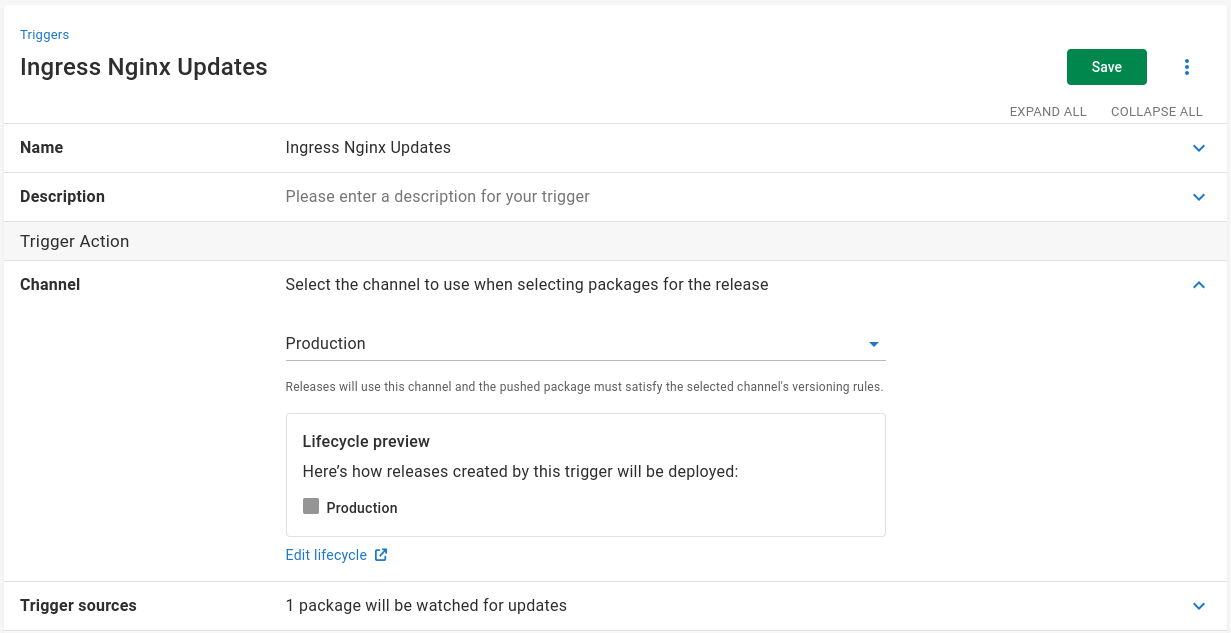 Triggers
Ingress Nginx Updates
Save
EXPAND ALL COLLAPSE ALL
Name Ingress Nginx Updates
Description Please enter a description for your trigger
Trigger Action
Channel Select the channel to use when selecting packages for the release
Production
Releases will use this channel and the pushed package must satisfy the selected channel's versioning rules.
Lifecycle preview
Here’s how releases created by this trigger will be deployed:
Production
Edit lifecycle
Trigger sources 1 package will be watched for updates